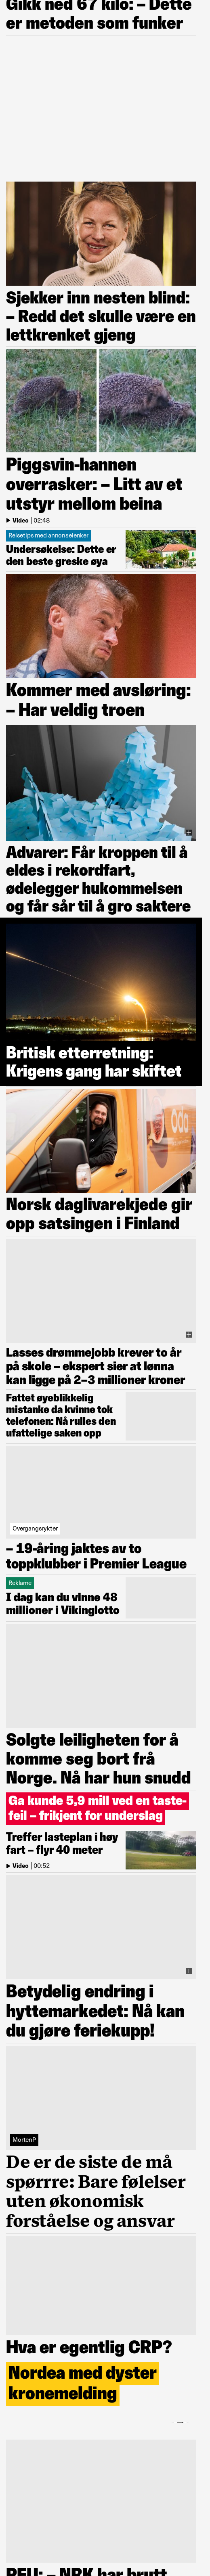 Gikk ned 67 kilo: – Dette
er metoden som funker
Sjekker inn nesten blind:
– Redd det skulle være en
lettkrenket gjeng
Piggsvin-hannen
overrasker: – Litt av et
utstyr mellom beina
Video | 02:48
Reisetips med annonselenker
Undersøkelse: Dette er
den beste greske øya
Kommer med avsløring:
– Har veldig troen
Advarer: Får kroppen til å
eldes i rekordfart,
ødelegger hukommelsen
og får sår til å gro saktere
Britisk etterretning:
Krigens gang har skiftet
Norsk daglivarekjede gir
opp satsingen i Finland
Lasses drømmejobb krever to år
på skole – ekspert sier at lønna
kan ligge på 2–3 millioner kroner
Fattet øyeblikkelig
mistanke da kvinne tok
telefonen: Nå rulles den
ufattelige saken opp
Overgangsrykter
– 19-åring jaktes av to
toppklubber i Premier League
Reklame
I dag kan du vinne 48
millioner i Vikinglotto
Solgte leiligheten for å
komme seg bort frå
Norge. Nå har hun snudd
Ga kunde 5,9 mill ved en taste-
feil – frikjent for underslag
Treffer lasteplan i høy
fart – flyr 40 meter
Video | 00:52
Betydelig endring i
hyttemarkedet: Nå kan
du gjøre feriekupp!
MortenP
De er de siste de må
spørrre: Bare følelser
uten økonomisk
forståelse og ansvar
Hva er egentlig CRP?
Nordea med dyster
kronemelding
PFU: – NRK har brutt